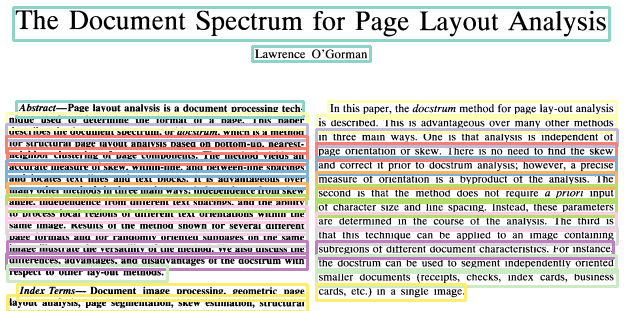 The Document Spectrum for Page Layout Analysis
Lawrence O'Gorman
Abstract—Page layout analysis is a document processing tech-
nique used to determine the format of a page. This paper
describes the document spectrum, or docstrum, which is a method
for structural page layout analysis based on bottom-up, nearest-
neighbor clustering of page components. The method yields an
accurate measure of skew, within-line, and between-line spacings
and locates text lines and text blocks. It is advantageous over
many other methods in three main ways: independence from skew
angle, independence from different text spacings, and the ability
to process local regions of different text orientations within the
same image. Results of the method shown for several different
page formats and for randomly oriented subpages on the same
image illustrate the versatility of the method. We also discuss the
differences, advantages, and disadvantages of the docstrum with
respect to other lay-out methods.
Index Terms— Document image processing, geometric page
layout analysis, page segmentation, skew estimation, structural
In this paper, the docstrum method for page lay-out analysis
is described. This is advantageous over many other methods
in three main ways. One is that analysis is independent of
page orientation or skew. There is no need to find the skew
and correct it prior to docstrum analysis; however, a precise
measure of orientation is a byproduct of the analysis. The
second is that the method does not require a priori input
of character size and line spacing. Instead, these parameters
are determined in the course of the analysis. The third is
that this technique can be applied to an image containing
subregions of different document characteristics. For instance
the docstrum can be used to segment independently oriented
smaller documents (receipts, checks, index cards, business
cards, etc.) in a single image.